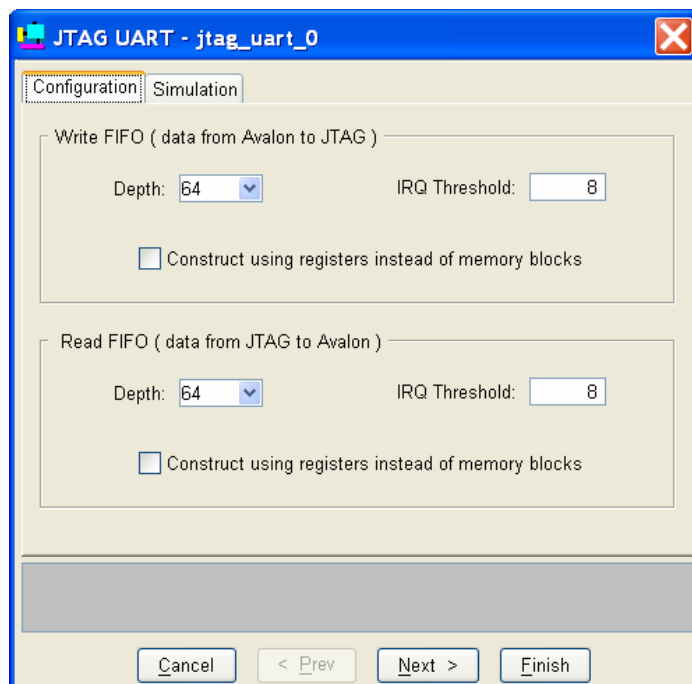 JTAG UART - jtag_uart_0
Configuration Simulation
Write FIFO ( data from Avalon to JTAG )
Depth: 64 IRQ Threshold: 8
Construct using registers instead of memory blocks
Read FIFO ( data from JTAG to Avalon )
Depth: 64 IRQ Threshold: 8
Construct using registers instead of memory blocks
Cancel < Prev Next > Finish